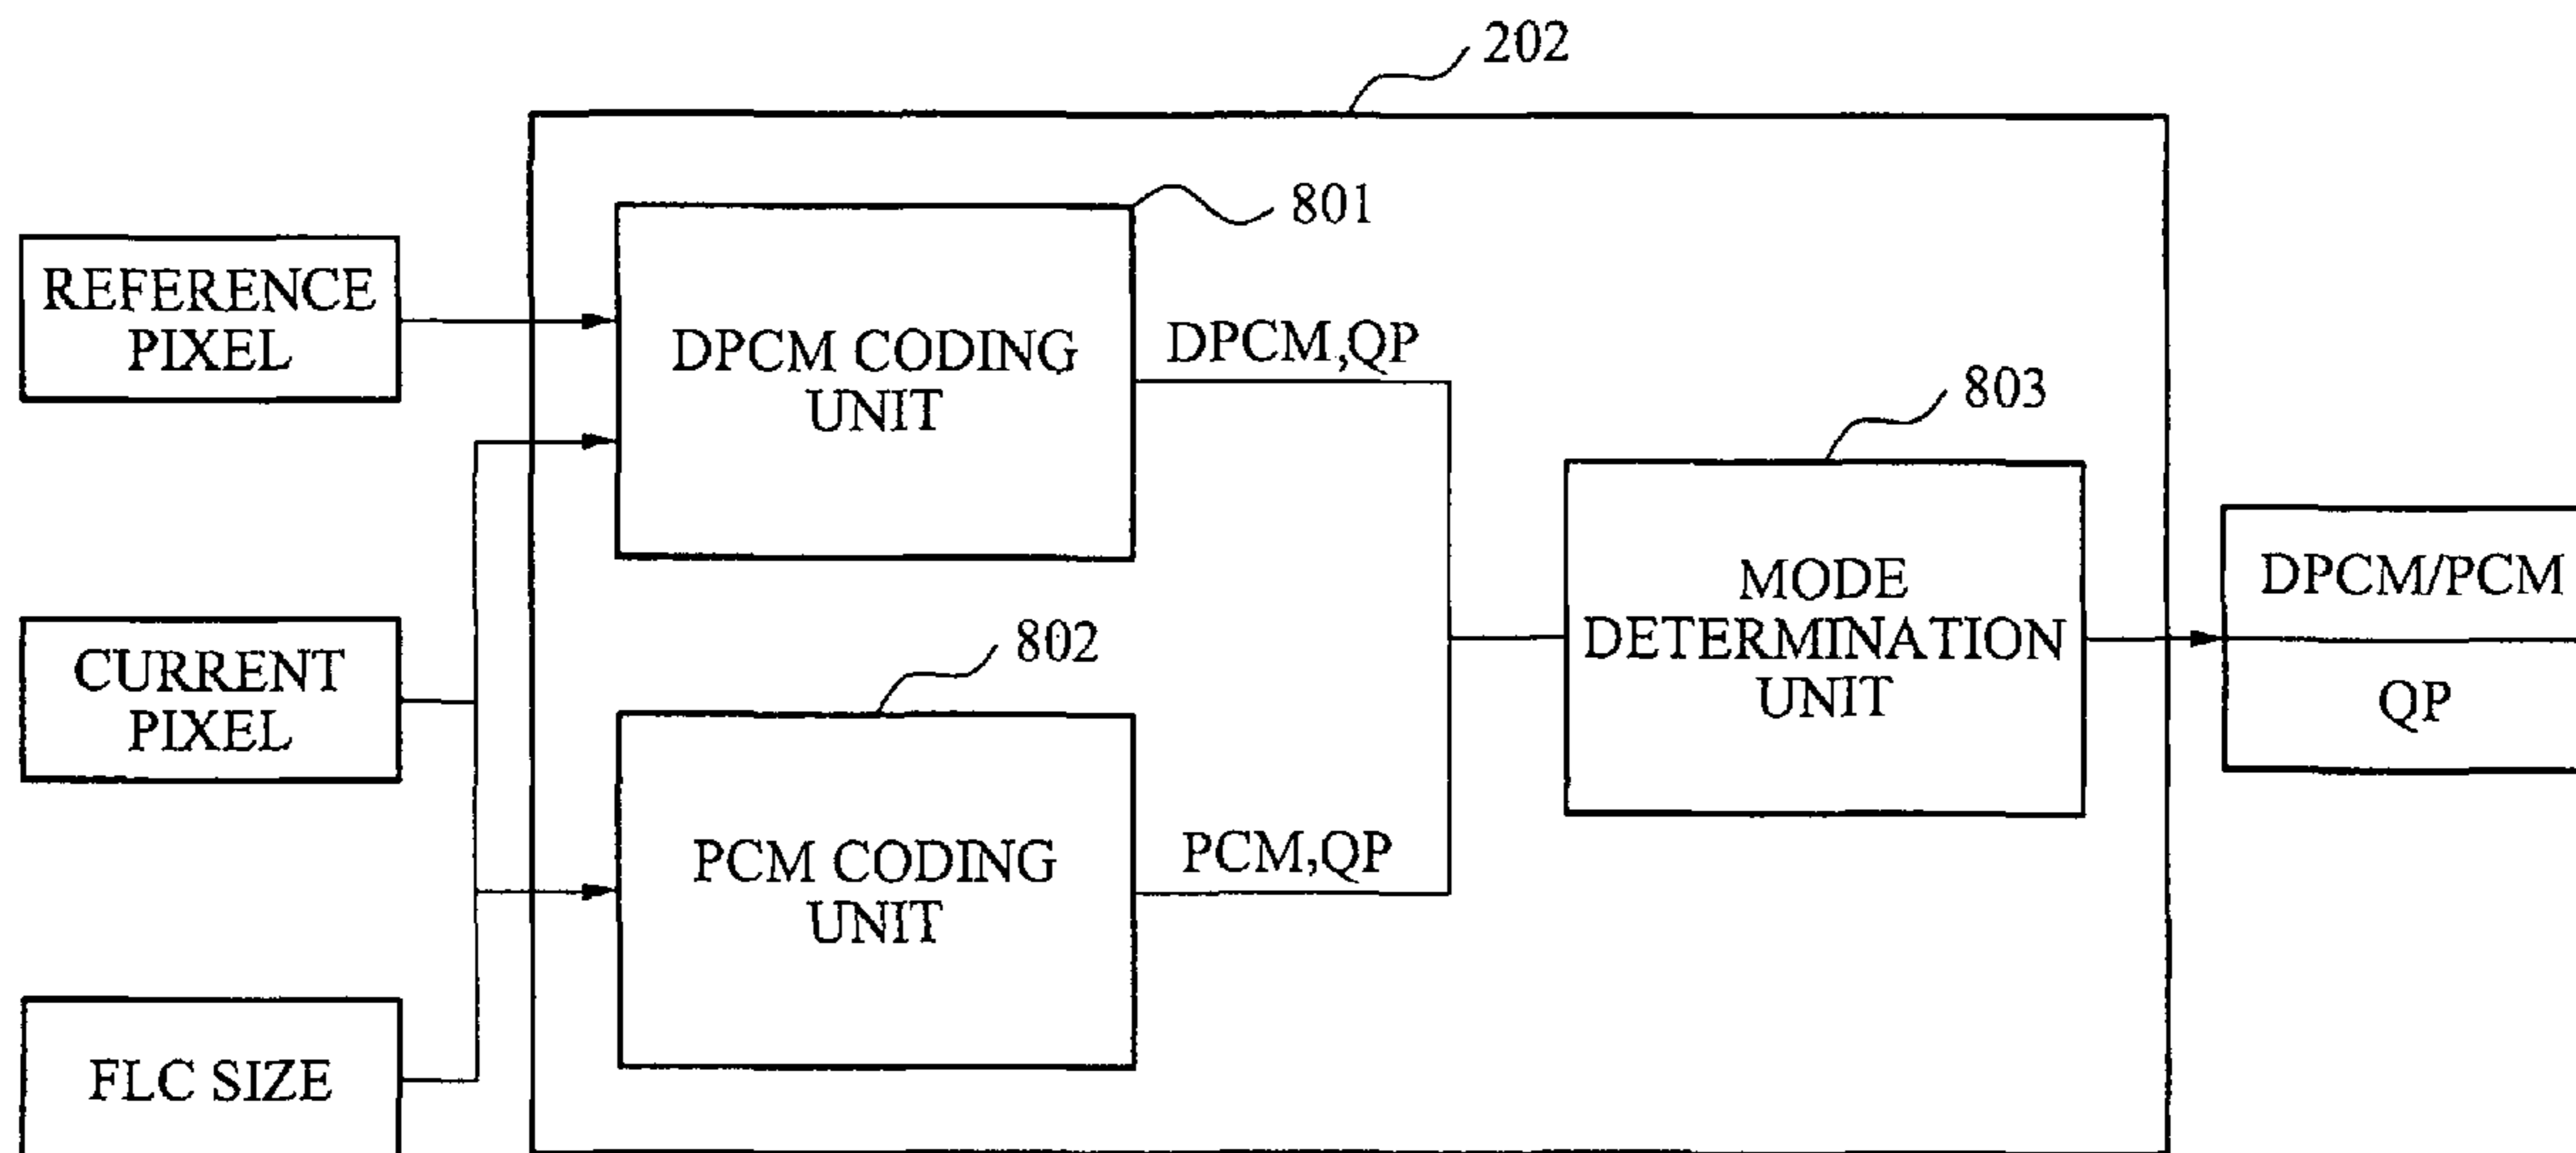 202
801
REFERENCE
PIXEL
DPCM CODING
UNIT
DPCM,QP
803
CURRENT
PIXEL
802
MODE
DETERMINATION
UNIT
DPCM/PCM
QP
PCM CODING
UNIT
PCM,QP
FLC SIZE